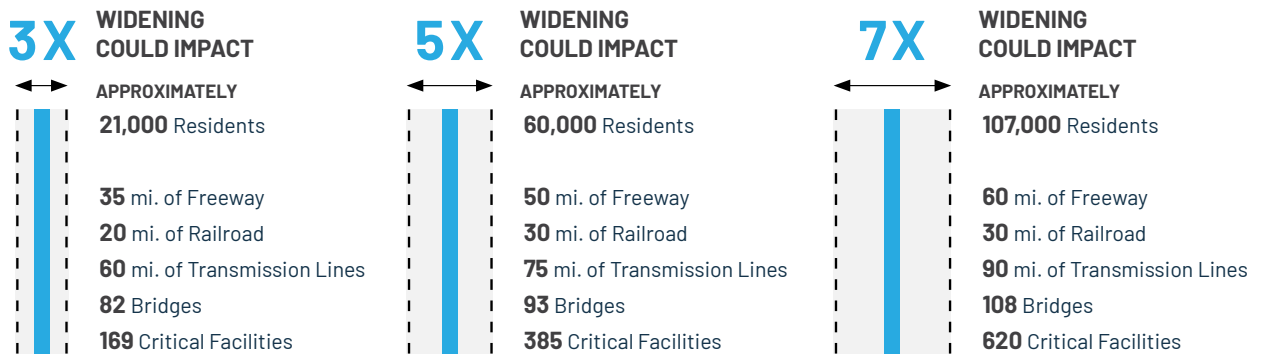 3X
WIDENING
COULD IMPACT
APPROXIMATELY
21,000 Residents
35 mi. of Freeway
20 mi. of Railroad
60 mi. of Transmission Lines
82 Bridges
169 Critical Facilities
5X
WIDENING
COULD IMPACT
APPROXIMATELY
60,000 Residents
50 mi. of Freeway
30 mi. of Railroad
75 mi. of Transmission Lines
93 Bridges
385 Critical Facilities
7X
WIDENING
COULD IMPACT
APPROXIMATELY
107,000 Residents
60 mi. of Freeway
30 mi. of Railroad
90 mi. of Transmission Lines
108 Bridges
620 Critical Facilities